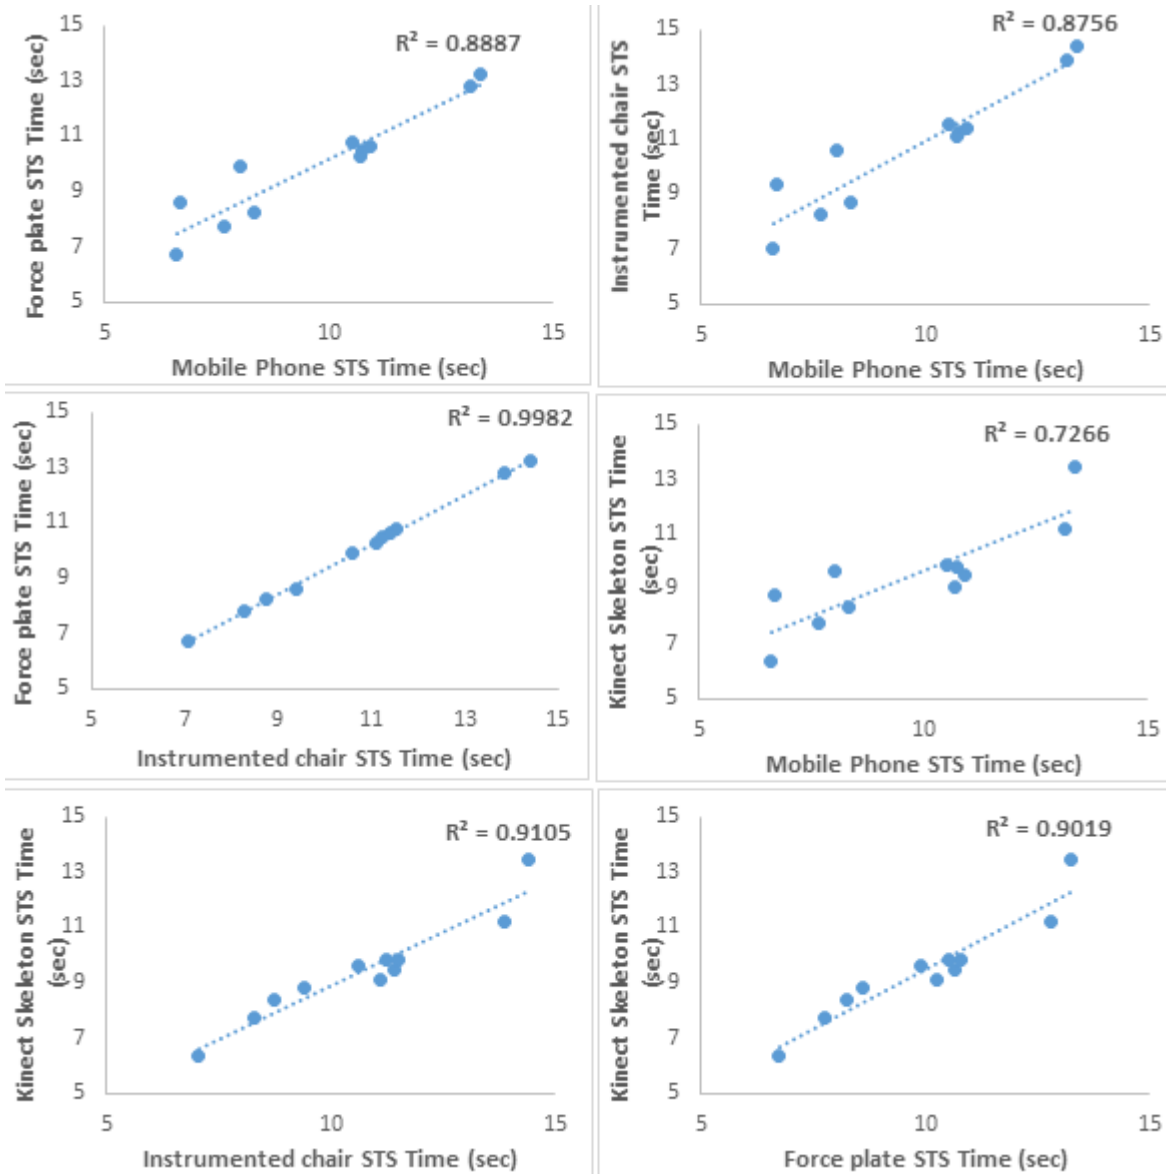 Force plate STS Time (sec)
15
13
11
9
7
5
R² = 0.8887
5 10 15
Mobile Phone STS Time (sec)
Instrumented chair STS
Time (sec)
15
13
11
9
7
5
R² = 0.8756
5 10 15
Mobile Phone STS Time (sec)
Force plate STS Time (sec)
15
13
11
9
7
5
R² = 0.9982
5 7 9 11 13 15
Instrumented chair STS Time (sec)
Kinect Skeleton STS Time
(sec)
15
13
11
9
7
5
R² = 0.7266
5 10 15
Mobile Phone STS Time (sec)
Kinect Skeleton STS Time
(sec)
15
13
11
9
7
5
R² = 0.9105
5 10 15
Instrumented chair STS Time (sec)
Kinect Skeleton STS Time
(sec)
15
13
11
9
7
5
R² = 0.9019
5 10 15
Force plate STS Time (sec)